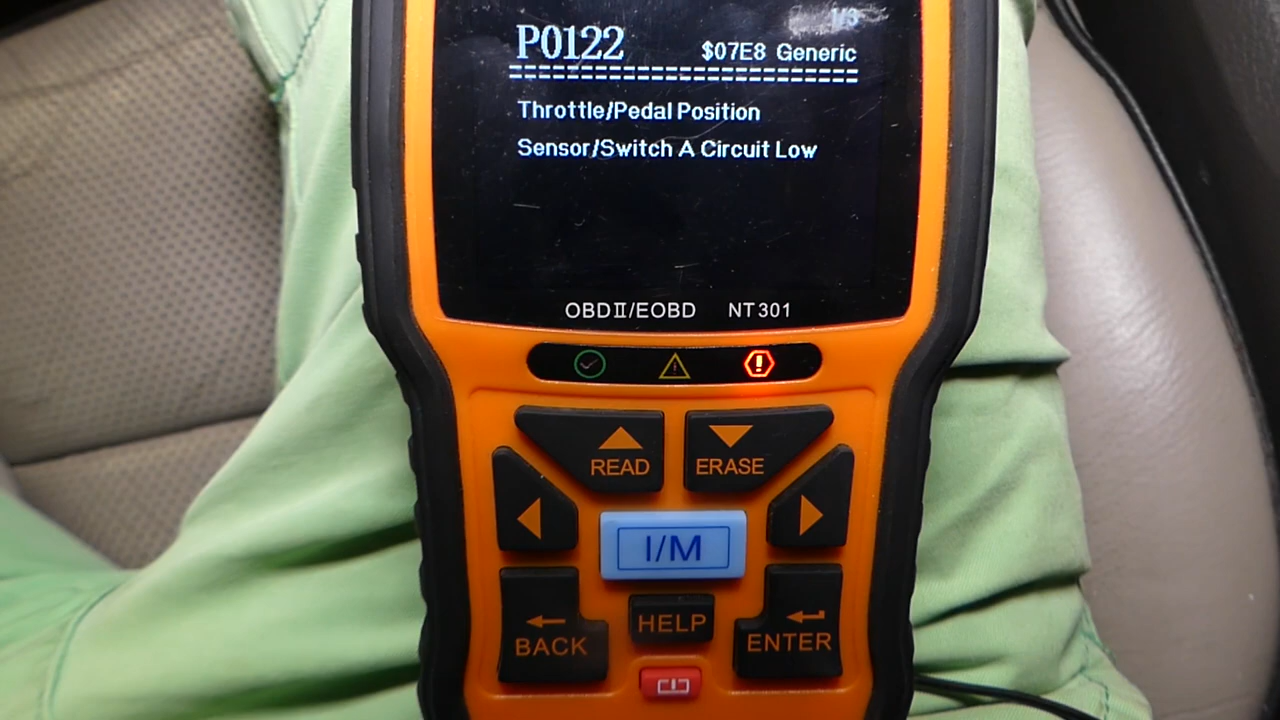 1/3
P0122 $07E8 Generic
==============================
Throttle/Pedal Position
Sensor/Switch A Circuit Low
OBDⅡ/EOBD NT301
READ ERASE
I/M
BACK HELP ENTER